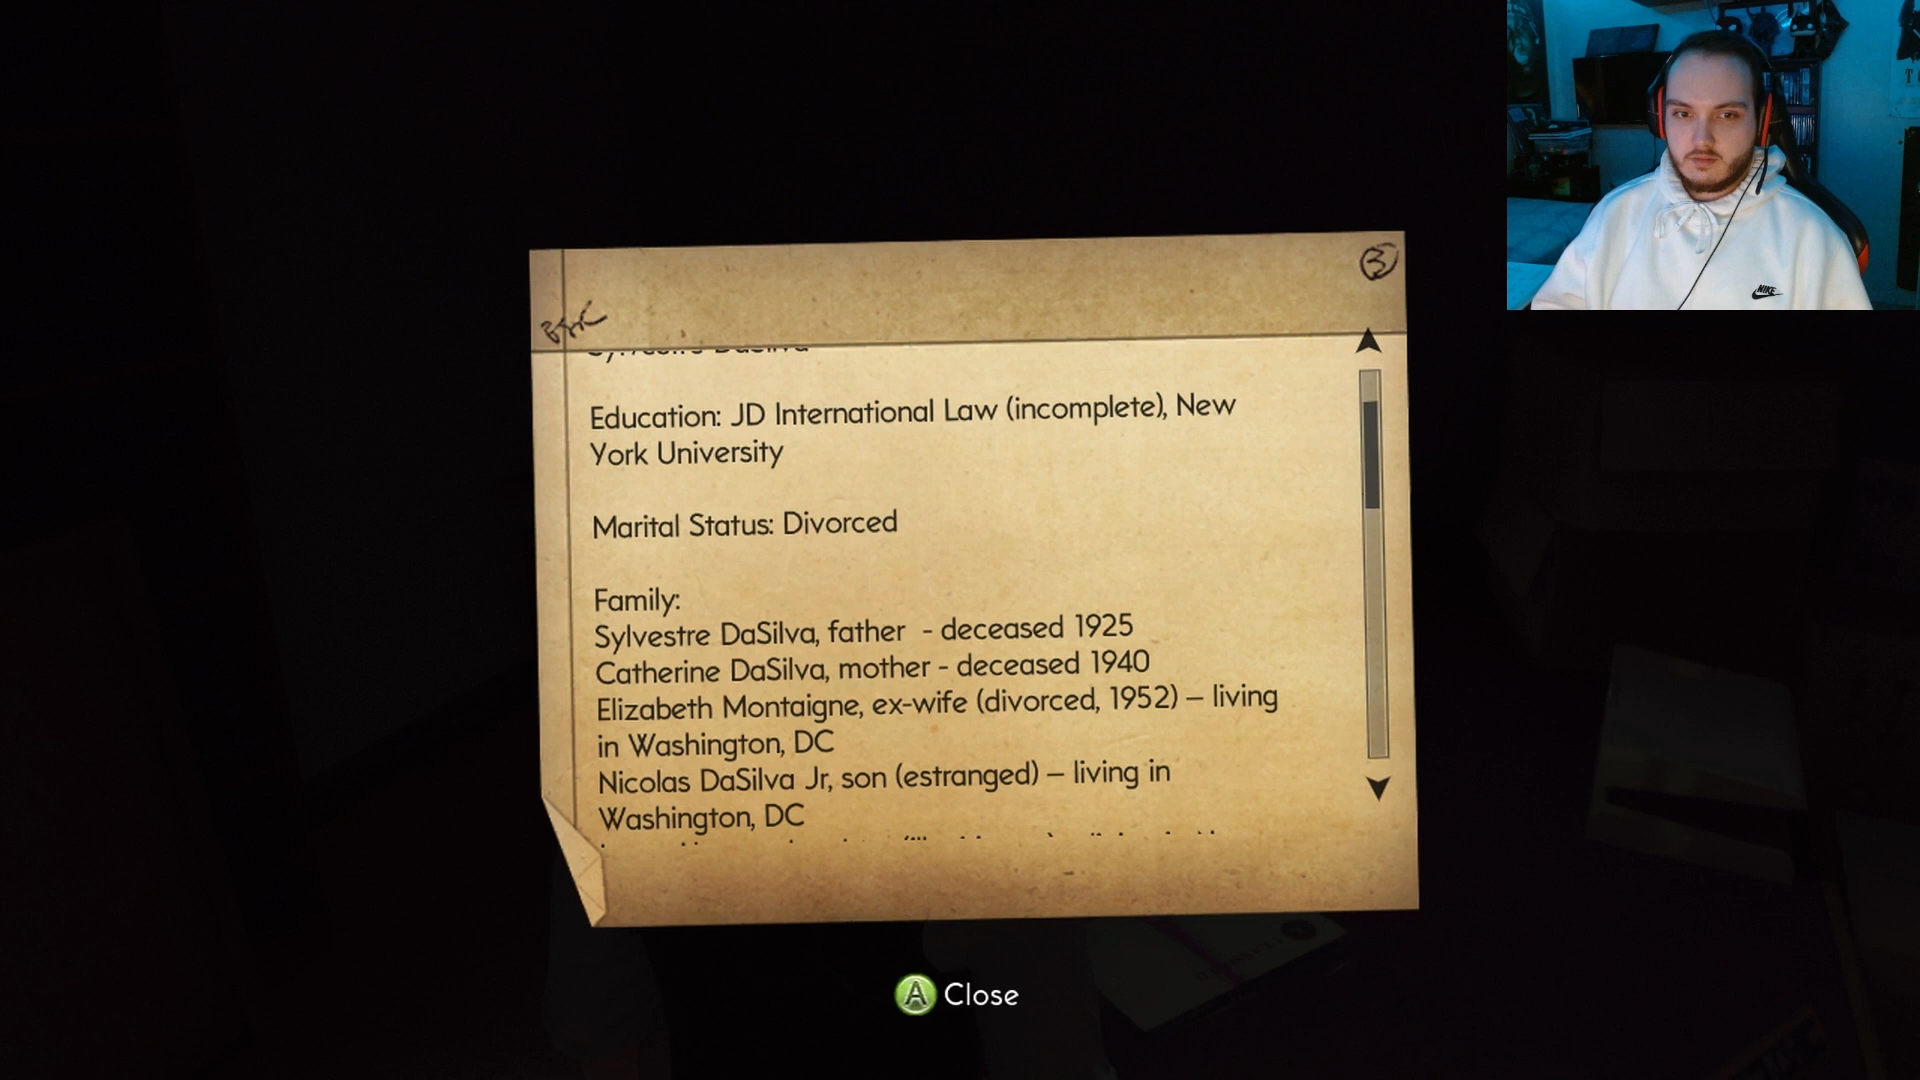 3
Education: JD International Law (incomplete), New
York University
Marital Status: Divorced
Family:
Sylvestre DaSilva, father - deceased 1925
Catherine DaSilva, mother - deceased 1940
Elizabeth Montaigne, ex-wife (divorced, 1952) – living
in Washington, DC
Nicolas DaSilva Jr, son (estranged) – living in
Washington, DC
A Close
NIKE